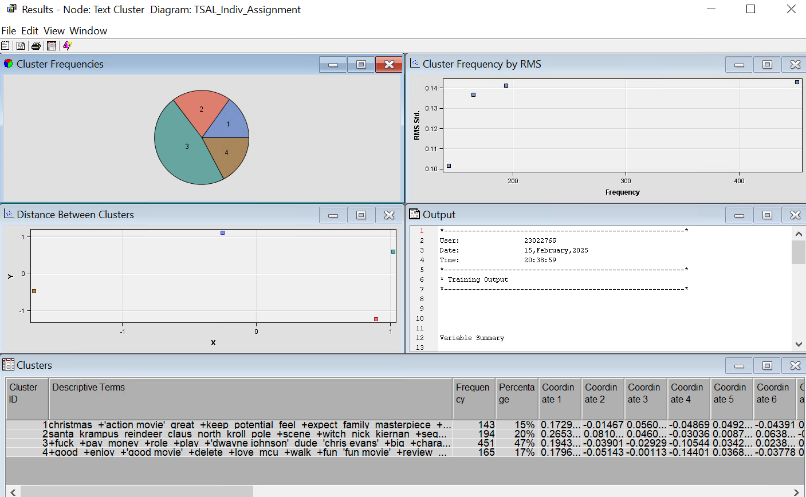 Results - Node: Text Cluster Diagram: TSAL_Indiv_Assignment
File Edit View Window
Cluster Frequencies
1
2
3
4
Cluster Frequency by RMS
RMS Std.
0.14
0.13
0.12
0.11
0.10
200
300
400
Frequency
Distance Between Clusters
Y
1
0
-1
-1
0
1
X
Output
1 *------------------------------------------------------------*
2 User: 23022765
3 Date: 15,February,2025
4 Time: 20:38:59
5 *------------------------------------------------------------*
6 * Training Output
7 *------------------------------------------------------------*
8
9
10
11
12 Variable Summary
13
Clusters
Cluster ID Descriptive Terms Frequency Percentage Coordinate 1 Coordinate 2 Coordinate 3 Coordinate 4 Coordinate 5 Coordinate 6 C
1 christmas +'action movie' great +keep potential feel +expect family masterpiece +... 143 15% 0.1729... -0.01467 0.0560... -0.04869 0.0492... -0.04391 0
2 santa krampus reindeer claus north kroll pole +scene +witch nick kiernan +seq... 194 20% 0.2653... 0.0810... 0.0460... -0.03036 0.0087... 0.0638... -0
3 +fuck +pay money +role +play +'dwayne johnson' dude 'chris evans' +big +chara... 451 47% 0.1943... -0.03901 -0.02929 -0.10544 0.0342... 0.0238... 0
4 +good +enjoy +'good movie' +delete +love mcu +walk +fun 'fun movie' +review ... 165 17% 0.1796... -0.05143 -0.00113 -0.14401 0.0368... -0.03778 0